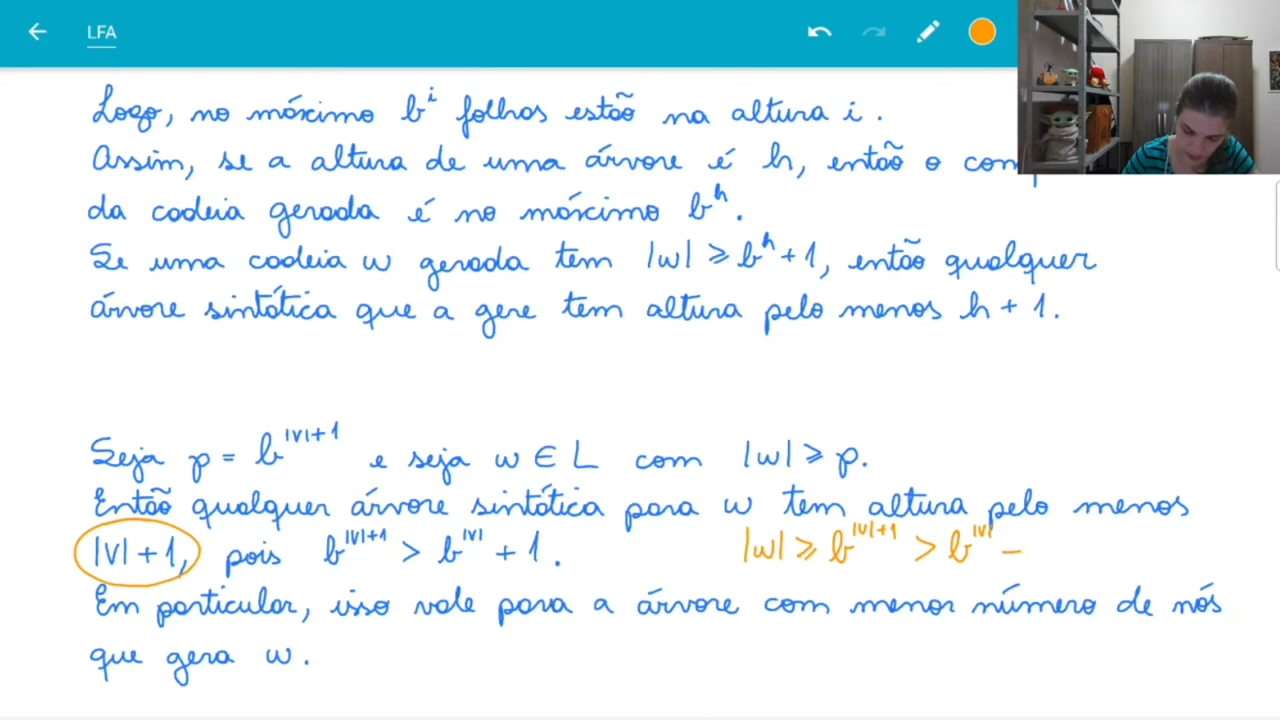 LFA
Logo, no máximo b^i folhas estão na altura i.
Assim, se a altura de uma árvore é h, então o comp
da cadeia gerada é no máximo b^h.
Se uma cadeia w gerada tem |w| ≥ b^h + 1, então qualquer
árvore sintática que a gere tem altura pelo menos h + 1.
Seja p = b^{|V|+1} e seja w ∈ L com |w| ≥ p.
Então qualquer árvore sintática para w tem altura pelo menos
|V| + 1, pois b^{|V|+1} > b^{|V|} + 1. |w| ≥ b^{|V|+1} > b^{|V|} –
Em particular, isso vale para a árvore com menor número de nós
que gera w.